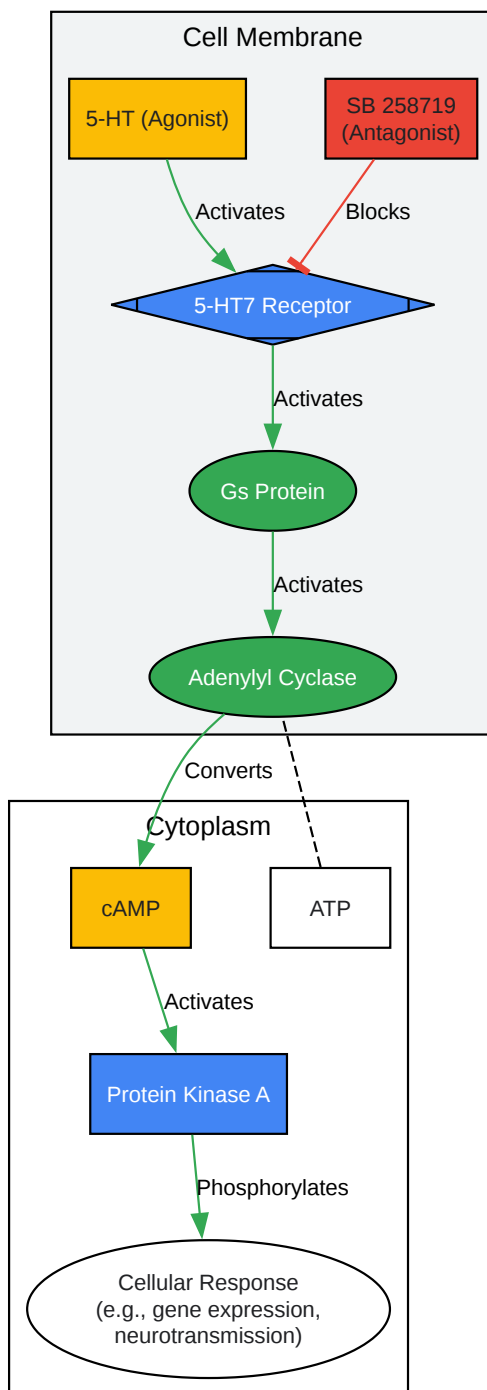 Cell Membrane
5-HT (Agonist)
SB 258719
(Antagonist)
Activates
Blocks
5-HT7 Receptor
Activates
Gs Protein
Activates
Adenylyl Cyclase
Converts
Cytoplasm
cAMP
ATP
Activates
Protein Kinase A
Phosphorylates
Cellular Response
(e.g., gene expression,
neurotransmission)